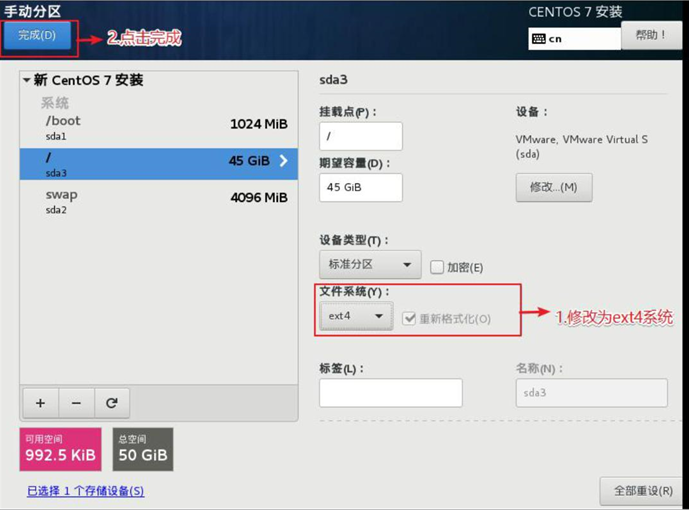 手动分区
CENTOS 7 安装
完成(D)
2.点击完成
cn
帮助！
新 CentOS 7 安装
系统
/boot
1024 MiB
sda1
/
45 GiB
sda3
swap
4096 MiB
sda2
sda3
挂载点(P)：
/
设备：
VMware, VMware Virtual S
(sda)
期望容量(D)：
45 GiB
修改...(M)
设备类型(T)：
标准分区
加密(E)
文件系统(Y)：
ext4
重新格式化(O)
1.修改为ext4系统
标签(L)：
名称(N)：
sda3
+ −
可用空间
992.5 KiB
总空间
50 GiB
已选择 1 个存储设备(S)
全部重设(R)